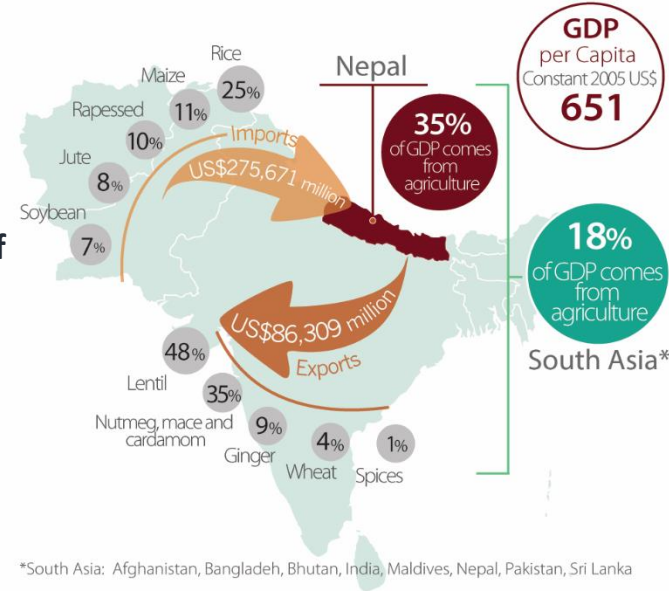 GDP
per Capita
Constant 2005 US$
651
Nepal
35%
of GDP comes
from
agriculture
Rice
25%
Maize
11%
Rapessed
10%
Jute
8%
Soybean
7%
f
Imports
US$275,671 million
18%
of GDP comes
from
agriculture
South Asia*
US$86,309 million
Exports
48%
Lentil
35%
Nutmeg, mace and
cardamom
9%
Ginger
4%
Wheat
1%
Spices
*South Asia: Afghanistan, Bangladeh, Bhutan, India, Maldives, Nepal, Pakistan, Sri Lanka